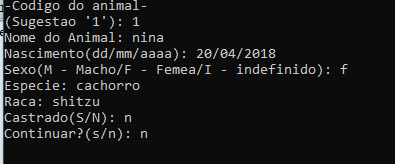 -Codigo do animal-
(Sugestao '1'): 1
Nome do Animal: nina
Nascimento(dd/mm/aaaa): 20/04/2018
Sexo(M - Macho/F - Femea/I - indefinido): f
Especie: cachorro
Raca: shitzu
Castrado(S/N): n
Continuar?(s/n): n